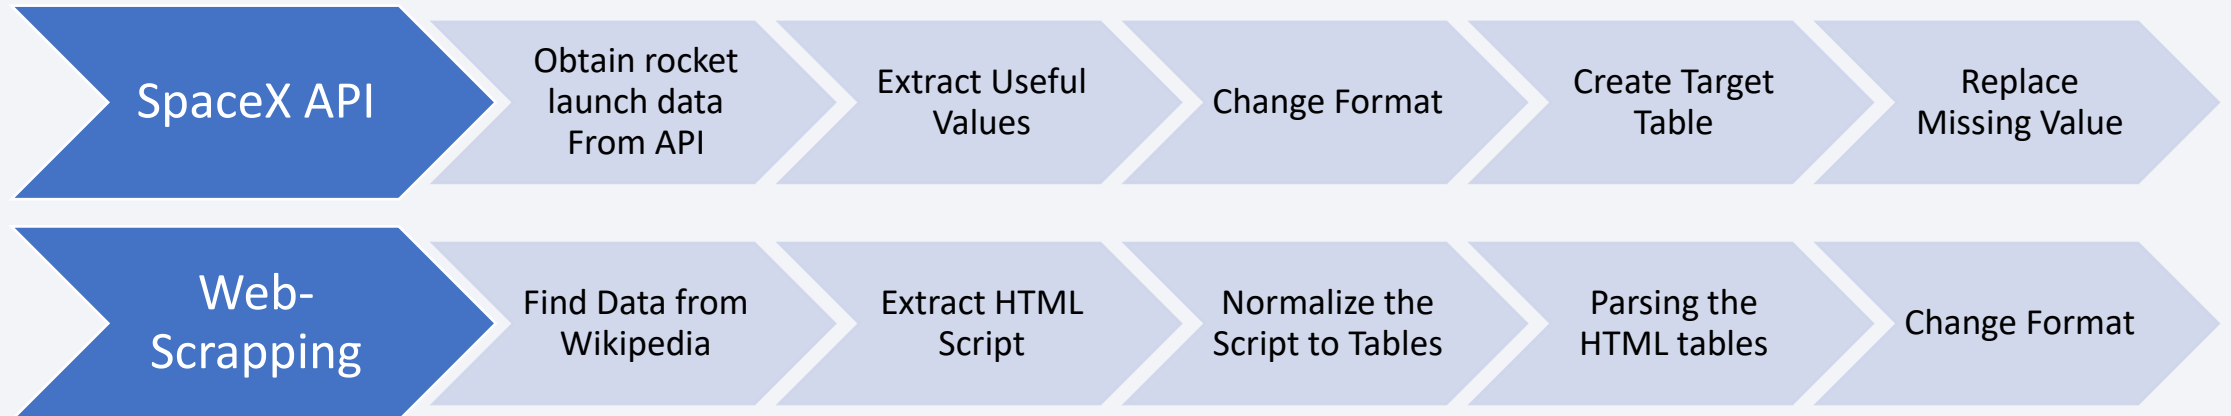 SpaceX API
Obtain rocket
launch data
From API
Extract Useful
Values
Change Format
Create Target
Table
Replace
Missing Value
Web-
Scrapping
Find Data from
Wikipedia
Extract HTML
Script
Normalize the
Script to Tables
Parsing the
HTML tables
Change Format